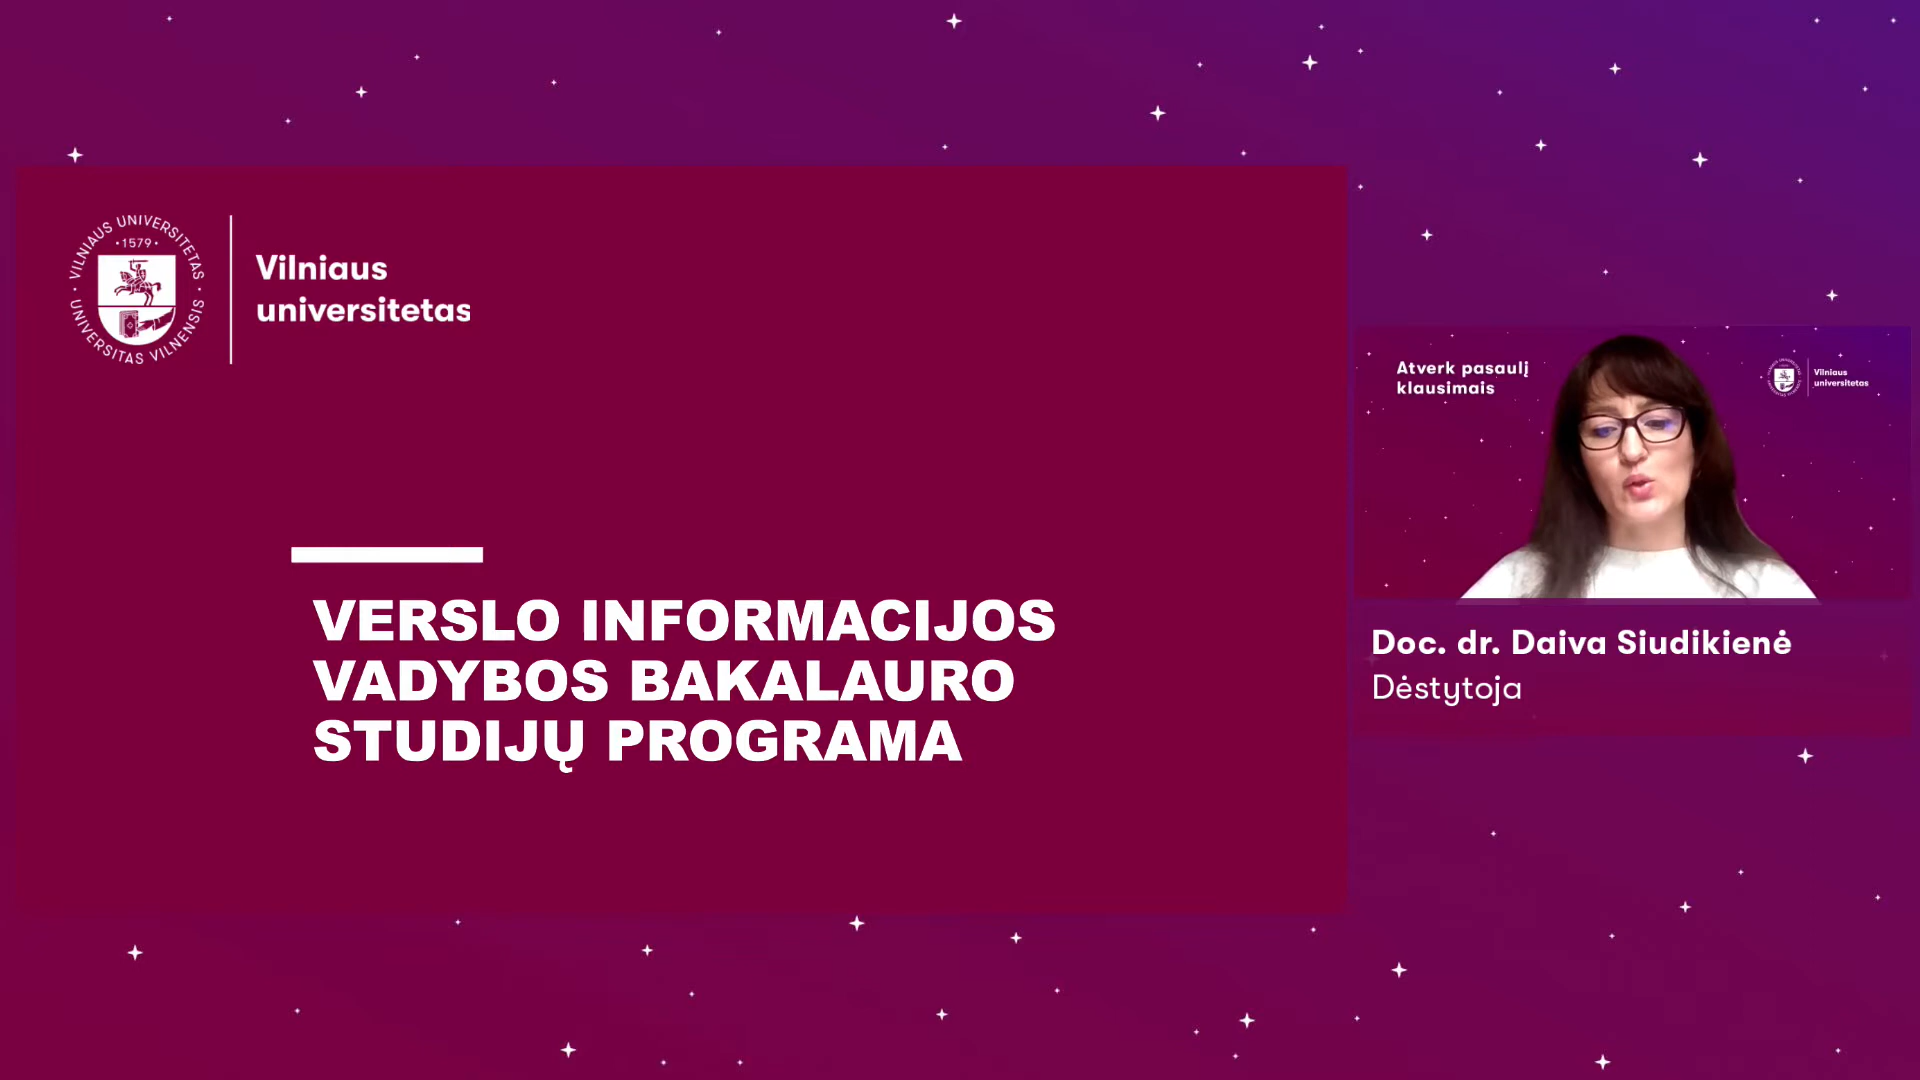 VILNIAUS UNIVERSITETAS
1579
UNIVERSITAS VILNENSIS
Vilniaus
universitetas
VERSLO INFORMACIJOS
VADYBOS BAKALAURO
STUDIJŲ PROGRAMA
Atverk pasaulį
klausimais
Vilniaus
universitetas
Doc. dr. Daiva Siudikienė
Dėstytoja